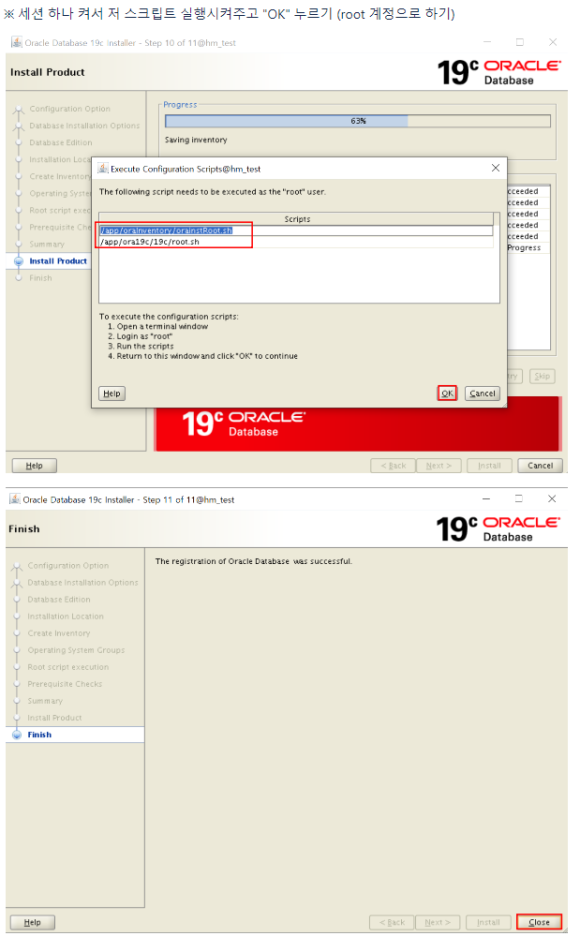 ※ 세션 하나 켜서 저 스크립트 실행시켜주고 "OK" 누르기 (root 계정으로 하기)
Oracle Database 19c Installer - Step 10 of 11@hm_test
Install Product
19c ORACLE
Database
Configuration Option
Database Installation Options
Database Edition
Installation Loca
Create Inventory
Operating Syste
Root script exec
Prerequisite Che
Summary
Install Product
Finish
Progress
63%
Saving inventory
cceeded
cceeded
cceeded
cceeded
cceeded
Progress
Execute Configuration Scripts@hm_test
The following script needs to be executed as the "root" user.
Scripts
/app/oraInventory/orainstRoot.sh
/app/ora19c/19c/root.sh
To execute the configuration scripts:
1. Open a terminal window
2. Login as "root"
3. Run the scripts
4. Return to this window and click "OK" to continue
Help
OK
Cancel
ry
Skip
19c ORACLE
Database
Help
< Back
Next >
Install
Cancel
Oracle Database 19c Installer - Step 11 of 11@hm_test
Finish
19c ORACLE
Database
Configuration Option
Database Installation Options
Database Edition
Installation Location
Create Inventory
Operating System Groups
Root script execution
Prerequisite Checks
Summary
Install Product
Finish
The registration of Oracle Database was successful.
Help
< Back
Next >
Install
Close